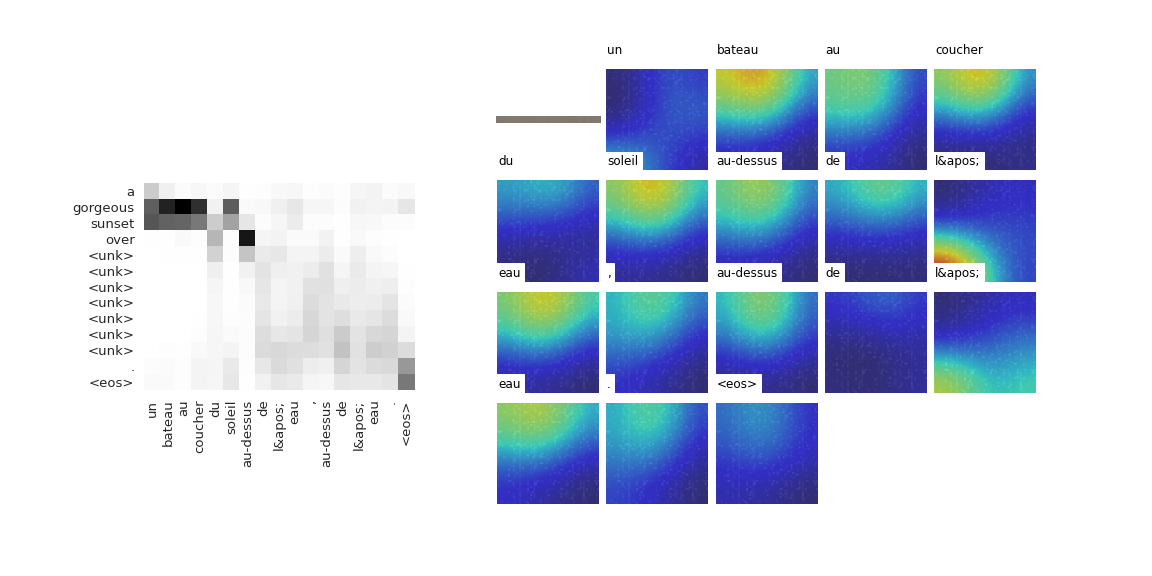 a
gorgeous
sunset
over
<unk>
<unk>
<unk>
<unk>
<unk>
<unk>
<unk>
.
<eos>
un
bateau
au
coucher
du
soleil
au-dessus
de
l&apos;
eau
,
au-dessus
de
l&apos;
eau
.
<eos>
un bateau au coucher
du soleil au-dessus de l&apos;
eau , au-dessus de l&apos;
eau . <eos>